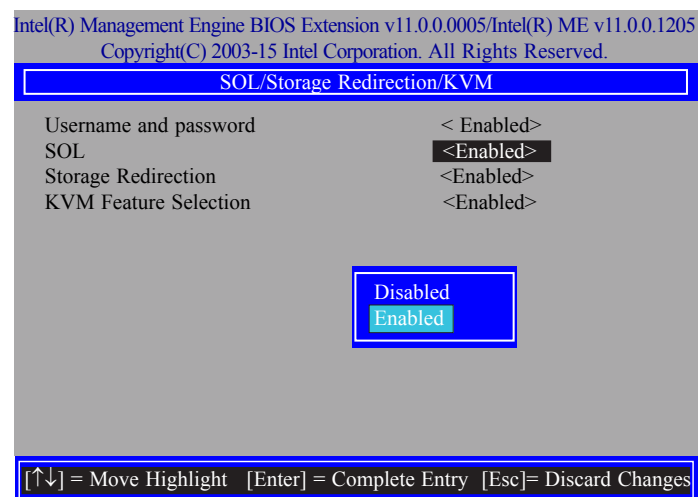 Intel(R) Management Engine BIOS Extension v11.0.0.0005/Intel(R) ME v11.0.0.1205
Copyright(C) 2003-15 Intel Corporation. All Rights Reserved.
SOL/Storage Redirection/KVM
Username and password < Enabled>
SOL <Enabled>
Storage Redirection <Enabled>
KVM Feature Selection <Enabled>
Disabled
Enabled
[↑↓] = Move Highlight [Enter] = Complete Entry [Esc]= Discard Changes